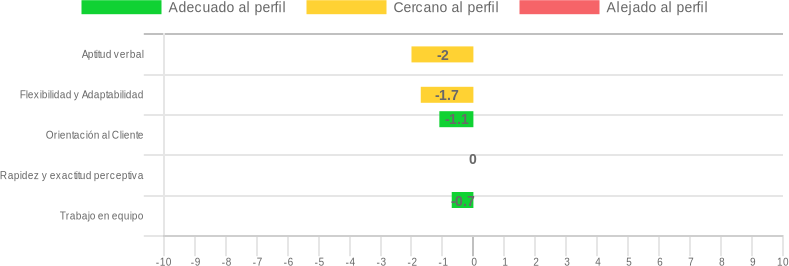 Adecuado al perfil Cercano al perfil Alejado al perfil
Aptitud verbal -2
Flexibilidad y Adaptabilidad -1.7
Orientación al Cliente -1.1
Rapidez y exactitud perceptiva 0
Trabajo en equipo -0.7
-10 -9 -8 -7 -6 -5 -4 -3 -2 -1 0 1 2 3 4 5 6 7 8 9 10